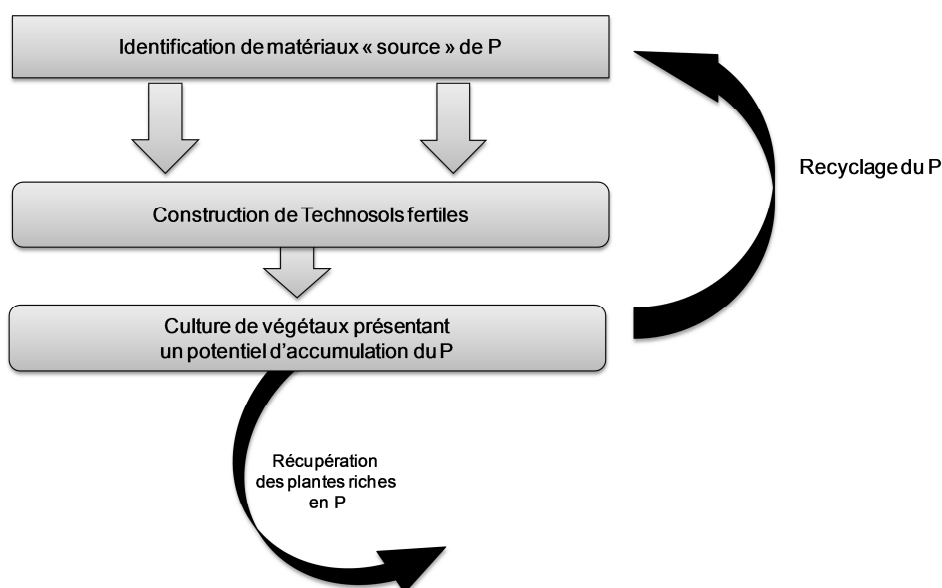 Identification de matériaux « source » de P
Recyclage du P
Construction de Technosols fertiles
Culture de végétaux présentant
un potentiel d'accumulation du P
Récupération
des plantes riches
en P